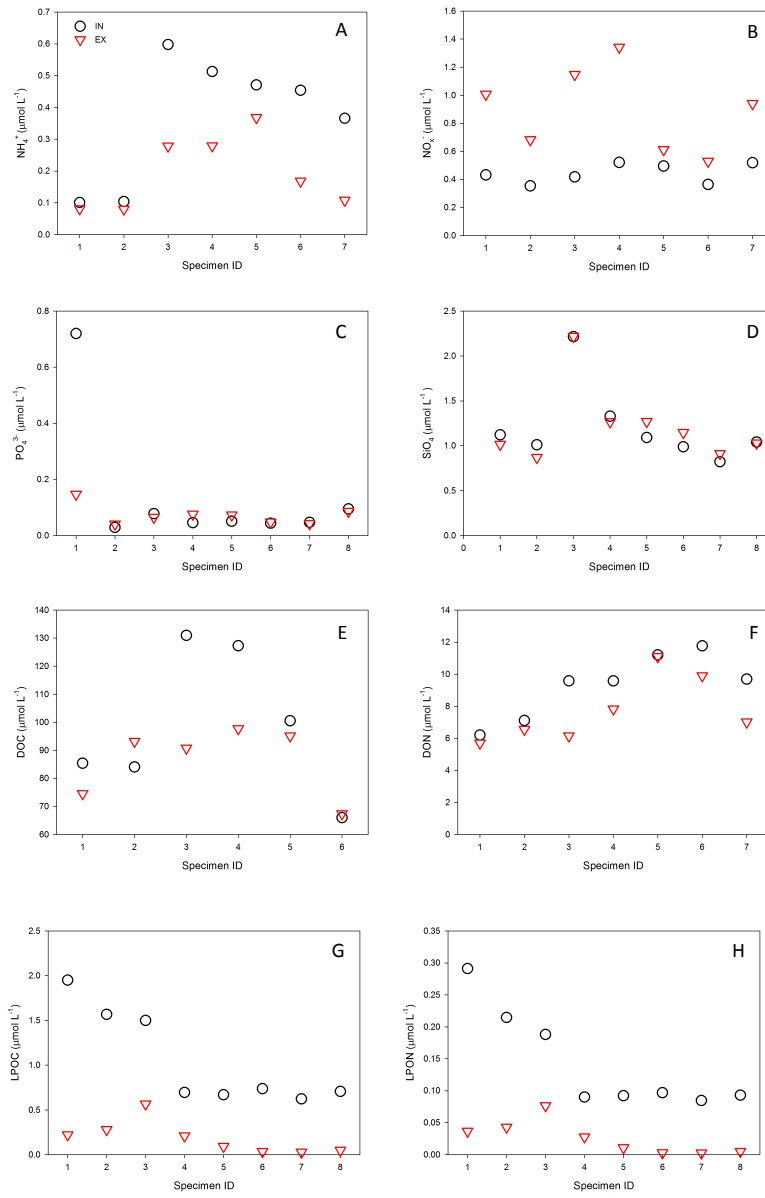 A
IN
EX
0.7
0.6
0.5
0.4
0.3
0.2
0.1
0.0
NH₄⁺ (μmol L⁻¹)
1 2 3 4 5 6 7
Specimen ID
B
1.6
1.4
1.2
1.0
0.8
0.6
0.4
0.2
0.0
NOₓ⁻ (μmol L⁻¹)
1 2 3 4 5 6 7
Specimen ID
C
0.8
0.6
0.4
0.2
0.0
PO₄³⁻ (μmol L⁻¹)
1 2 3 4 5 6 7 8
Specimen ID
D
2.5
2.0
1.5
1.0
0.5
0.0
SiO₄ (μmol L⁻¹)
0 1 2 3 4 5 6 7 8
Specimen ID
E
140
130
120
110
100
90
80
70
60
DOC (μmol L⁻¹)
1 2 3 4 5 6
Specimen ID
F
14
12
10
8
6
4
2
0
DON (μmol L⁻¹)
1 2 3 4 5 6 7
Specimen ID
G
2.5
2.0
1.5
1.0
0.5
0.0
LPOC (μmol L⁻¹)
1 2 3 4 5 6 7 8
Specimen ID
H
0.35
0.30
0.25
0.20
0.15
0.10
0.05
0.00
LPON (μmol L⁻¹)
1 2 3 4 5 6 7 8
Specimen ID